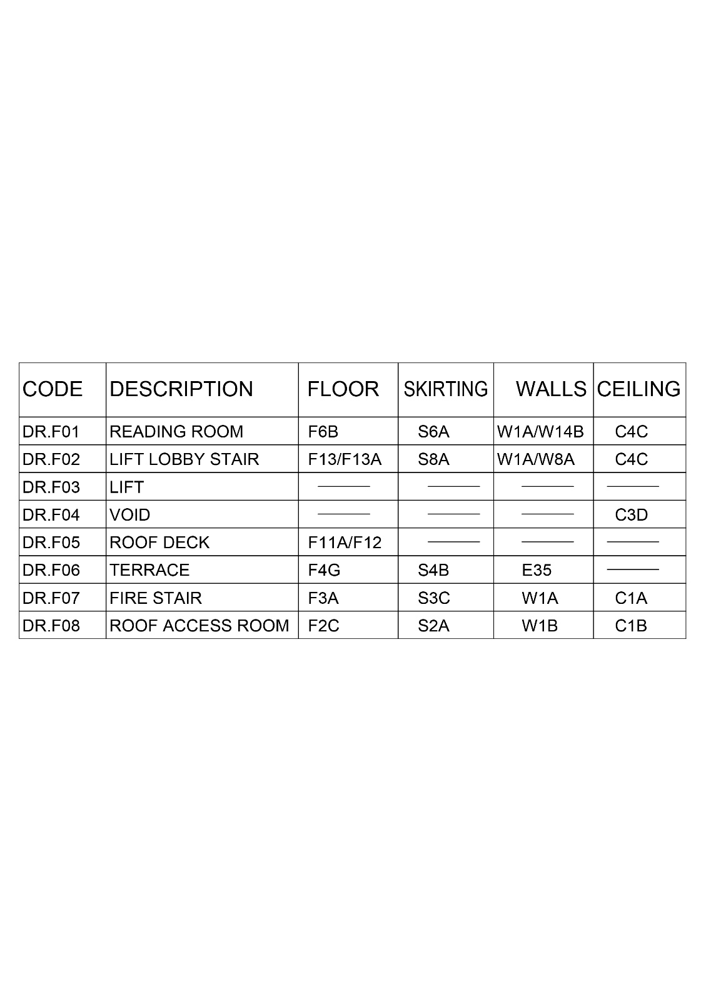 CODE DESCRIPTION FLOOR SKIRTING WALLS CEILING
DR.F01 READING ROOM F6B S6A W1A/W14B C4C
DR.F02 LIFT LOBBY STAIR F13/F13A S8A W1A/W8A C4C
DR.F03 LIFT — — — —
DR.F04 VOID — — — C3D
DR.F05 ROOF DECK F11A/F12 — — —
DR.F06 TERRACE F4G S4B E35 —
DR.F07 FIRE STAIR F3A S3C W1A C1A
DR.F08 ROOF ACCESS ROOM F2C S2A W1B C1B